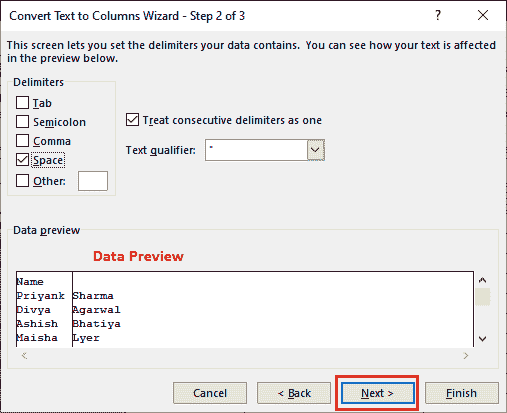 Convert Text to Columns Wizard - Step 2 of 3
This screen lets you set the delimiters your data contains. You can see how your text is affected
in the preview below.
Delimiters
Tab
Semicolon
Comma
Space
Other:
Treat consecutive delimiters as one
Text qualifier: "
Data preview
Data Preview
Name
Priyank Sharma
Divya Agarwal
Ashish Bhatiya
Maisha Lyer
Cancel < Back Next > Finish